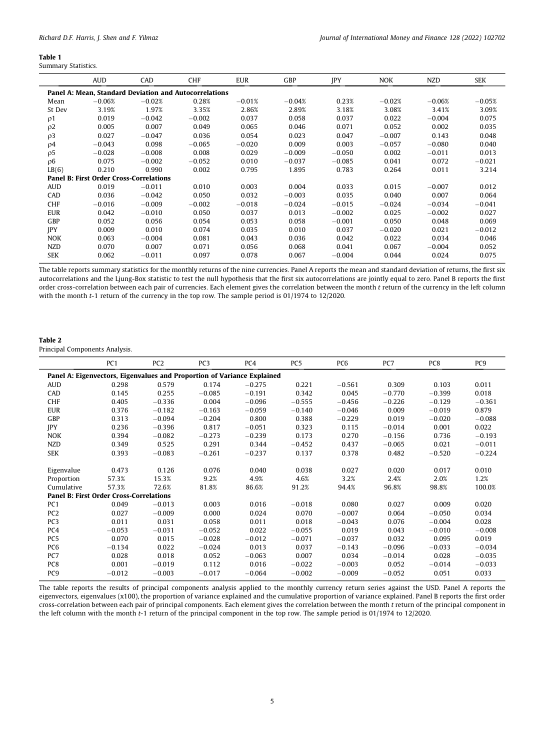 Richard D.F. Harris, J. Shen and F. Yilmaz Journal of International Money and Finance 128 (2022) 102702
Table 1
Summary Statistics.
AUD CAD CHF EUR GBP JPY NOK NZD SEK
Panel A: Mean, Standard Deviation and Autocorrelations
Mean −0.06% −0.02% 0.28% −0.01% −0.04% 0.23% −0.02% −0.06% −0.05%
St Dev 3.19% 1.97% 3.35% 2.86% 2.89% 3.18% 3.08% 3.41% 3.09%
ρ1 0.019 −0.042 −0.002 0.037 0.058 0.037 0.022 −0.004 0.075
ρ2 0.005 0.007 0.049 0.065 0.046 0.071 0.052 0.002 0.035
ρ3 0.027 −0.047 0.036 0.054 0.023 0.047 −0.007 0.143 0.048
ρ4 −0.043 0.098 −0.065 −0.020 0.009 0.003 −0.057 −0.080 0.040
ρ5 −0.028 −0.008 0.008 0.029 −0.009 −0.050 0.002 −0.011 0.013
ρ6 0.075 −0.002 −0.052 0.010 −0.037 −0.085 0.041 0.072 −0.021
LB(6) 0.210 0.990 0.002 0.795 1.895 0.783 0.264 0.011 3.214
Panel B: First Order Cross-Correlations
AUD 0.019 −0.011 0.010 0.003 0.004 0.033 0.015 −0.007 0.012
CAD 0.036 −0.042 0.050 0.032 −0.003 0.035 0.040 0.007 0.064
CHF −0.016 −0.009 −0.002 −0.018 −0.024 −0.015 −0.024 −0.034 −0.041
EUR 0.042 −0.010 0.050 0.037 0.013 −0.002 0.025 −0.002 0.027
GBP 0.052 0.056 0.054 0.053 0.058 −0.001 0.050 0.048 0.069
JPY 0.009 0.010 0.074 0.035 0.010 0.037 −0.020 0.021 −0.012
NOK 0.063 −0.004 0.081 0.043 0.036 0.042 0.022 0.034 0.046
NZD 0.070 0.007 0.071 0.056 0.068 0.041 0.067 −0.004 0.052
SEK 0.062 −0.011 0.097 0.078 0.067 −0.004 0.044 0.024 0.075
The table reports summary statistics for the monthly returns of the nine currencies. Panel A reports the mean and standard deviation of returns, the first six
autocorrelations and the Ljung-Box statistic to test the null hypothesis that the first six autocorrelations are jointly equal to zero. Panel B reports the first
order cross-correlation between each pair of currencies. Each element gives the correlation between the month t return of the currency in the left column
with the month t-1 return of the currency in the top row. The sample period is 01/1974 to 12/2020.
Table 2
Principal Components Analysis.
PC1 PC2 PC3 PC4 PC5 PC6 PC7 PC8 PC9
Panel A: Eigenvectors, Eigenvalues and Proportion of Variance Explained
AUD 0.298 0.579 0.174 −0.275 0.221 −0.561 0.309 0.103 0.011
CAD 0.145 0.255 −0.085 −0.191 0.342 0.045 −0.770 −0.399 0.018
CHF 0.405 −0.336 0.004 −0.096 −0.555 −0.456 −0.226 −0.129 −0.361
EUR 0.376 −0.182 −0.163 −0.059 −0.140 −0.046 0.009 −0.019 0.879
GBP 0.313 −0.094 −0.204 0.800 0.388 −0.229 0.019 −0.020 −0.088
JPY 0.236 −0.396 0.817 −0.051 0.323 0.115 −0.014 0.001 0.022
NOK 0.394 −0.082 −0.273 −0.239 0.173 0.270 −0.156 0.736 −0.193
NZD 0.349 0.525 0.291 0.344 −0.452 0.437 −0.065 0.021 −0.011
SEK 0.393 −0.083 −0.261 −0.237 0.137 0.378 0.482 −0.520 −0.224
Eigenvalue 0.473 0.126 0.076 0.040 0.038 0.027 0.020 0.017 0.010
Proportion 57.3% 15.3% 9.2% 4.9% 4.6% 3.2% 2.4% 2.0% 1.2%
Cumulative 57.3% 72.6% 81.8% 86.6% 91.2% 94.4% 96.8% 98.8% 100.0%
Panel B: First Order Cross-Correlations
PC1 0.049 −0.013 0.003 0.016 −0.018 0.080 0.027 0.009 0.020
PC2 0.027 −0.009 0.000 0.024 0.070 −0.007 0.064 −0.050 0.034
PC3 0.011 0.031 0.058 0.011 0.018 −0.043 0.076 −0.004 0.028
PC4 −0.053 −0.031 −0.052 0.022 −0.055 0.019 0.043 −0.010 −0.008
PC5 0.070 0.015 −0.028 −0.012 −0.071 −0.037 0.032 0.095 0.019
PC6 −0.134 0.022 −0.024 0.013 0.037 −0.143 −0.096 −0.033 −0.034
PC7 0.028 0.018 0.052 −0.063 0.007 0.034 −0.014 0.028 −0.035
PC8 0.001 −0.019 0.112 0.016 −0.022 −0.003 0.052 −0.014 −0.033
PC9 −0.012 −0.003 −0.017 −0.064 −0.002 −0.009 −0.052 0.051 0.033
The table reports the results of principal components analysis applied to the monthly currency return series against the USD. Panel A reports the
eigenvectors, eigenvalues (x100), the proportion of variance explained and the cumulative proportion of variance explained. Panel B reports the first order
cross-correlation between each pair of principal components. Each element gives the correlation between the month t return of the principal component in
the left column with the month t-1 return of the principal component in the top row. The sample period is 01/1974 to 12/2020.
5